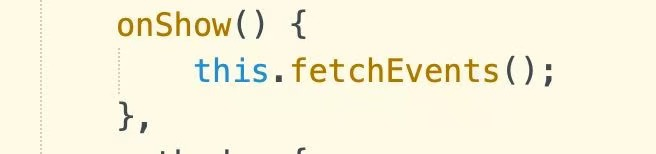 onShow() {
this.fetchEvents();
},